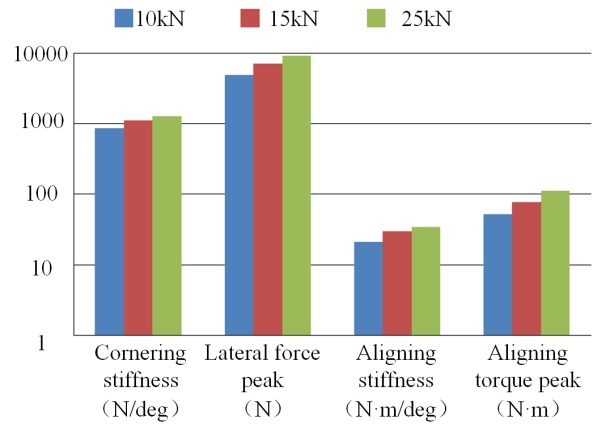 10kN 15kN 25kN
10000
1000
100
10
1
Cornering stiffness (N/deg)
Lateral force peak (N)
Aligning stiffness (N·m/deg)
Aligning torque peak (N·m)